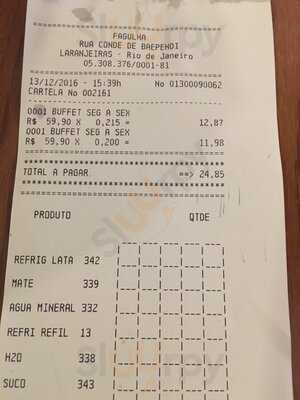 FAGULHA
RUA CONDE DE BAEPENDI
LARANJEIRAS - Rio de Janeiro
05.308.376/0001-81
13/12/2016 - 15:39h No 01300090062
CARTELA No 002161
0001 BUFFET SEG A SEX
R$ 59,90 X 0,215 = 12,87
0001 BUFFET SEG A SEX
R$ 59,90 X 0,200 = 11,98
TOTAL A PAGAR ==> 24,85
PRODUTO QTDE
REFRIG LATA 342
MATE 339
AGUA MINERAL 332
REFRI REFIL 13
H2O 338
SUCO 343